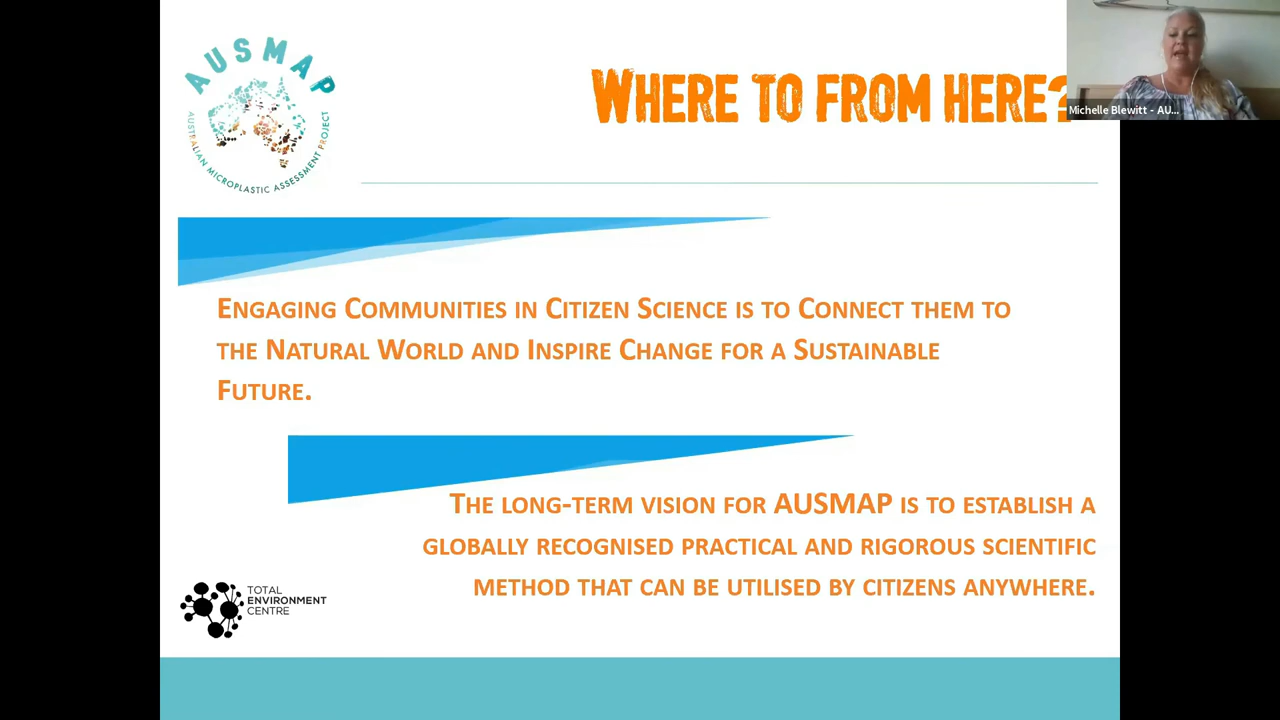 AUSMAP
AUSTRALIAN MICROPLASTIC ASSESSMENT PROJECT
WHERE TO FROM HERE?
Michelle Blewitt - AU...
ENGAGING COMMUNITIES IN CITIZEN SCIENCE IS TO CONNECT THEM TO
THE NATURAL WORLD AND INSPIRE CHANGE FOR A SUSTAINABLE
FUTURE.
THE LONG-TERM VISION FOR AUSMAP IS TO ESTABLISH A
GLOBALLY RECOGNISED PRACTICAL AND RIGOROUS SCIENTIFIC
METHOD THAT CAN BE UTILISED BY CITIZENS ANYWHERE.
TOTAL
ENVIRONMENT
CENTRE